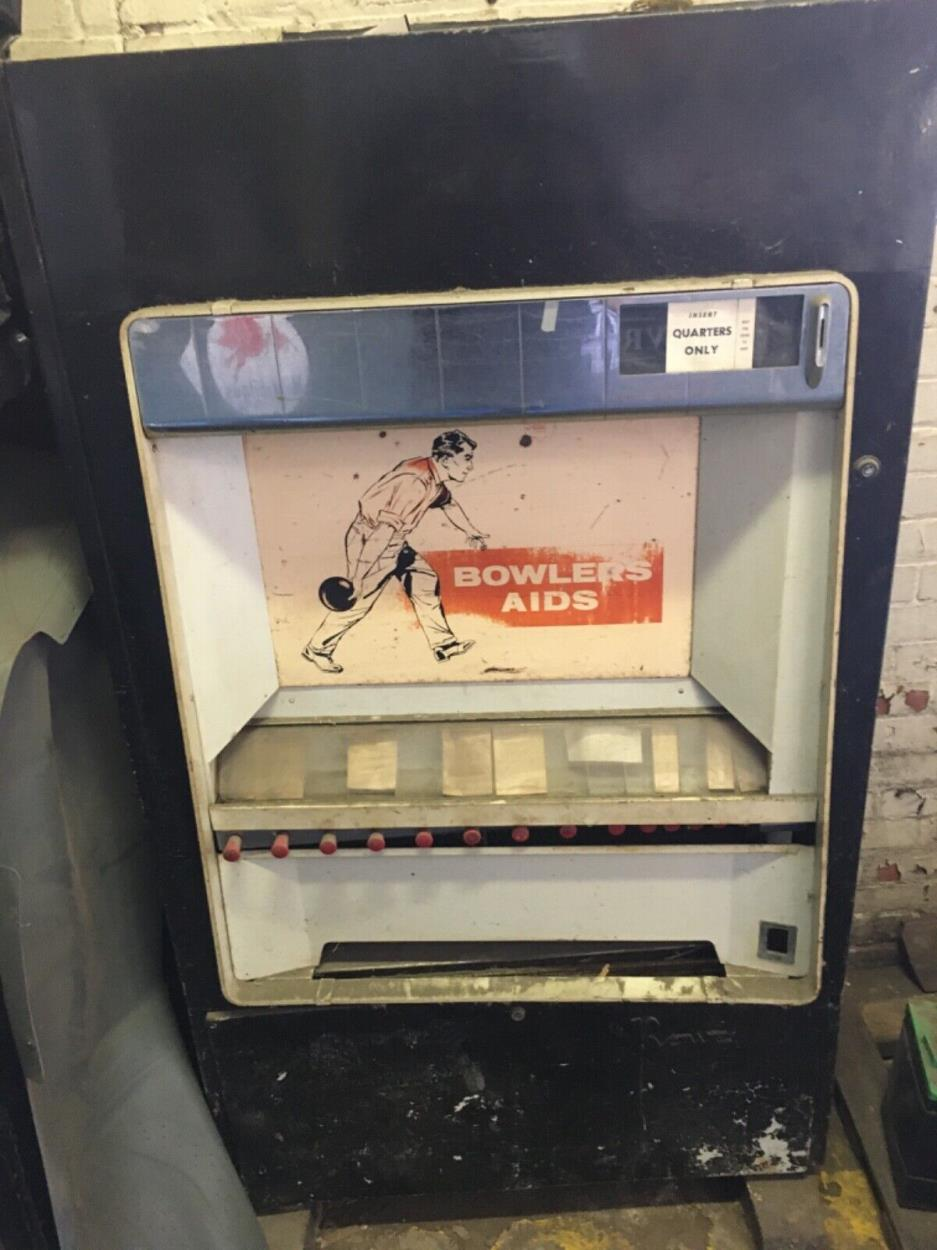 INSERT
QUARTERS
ONLY
BOWLERS
AIDS